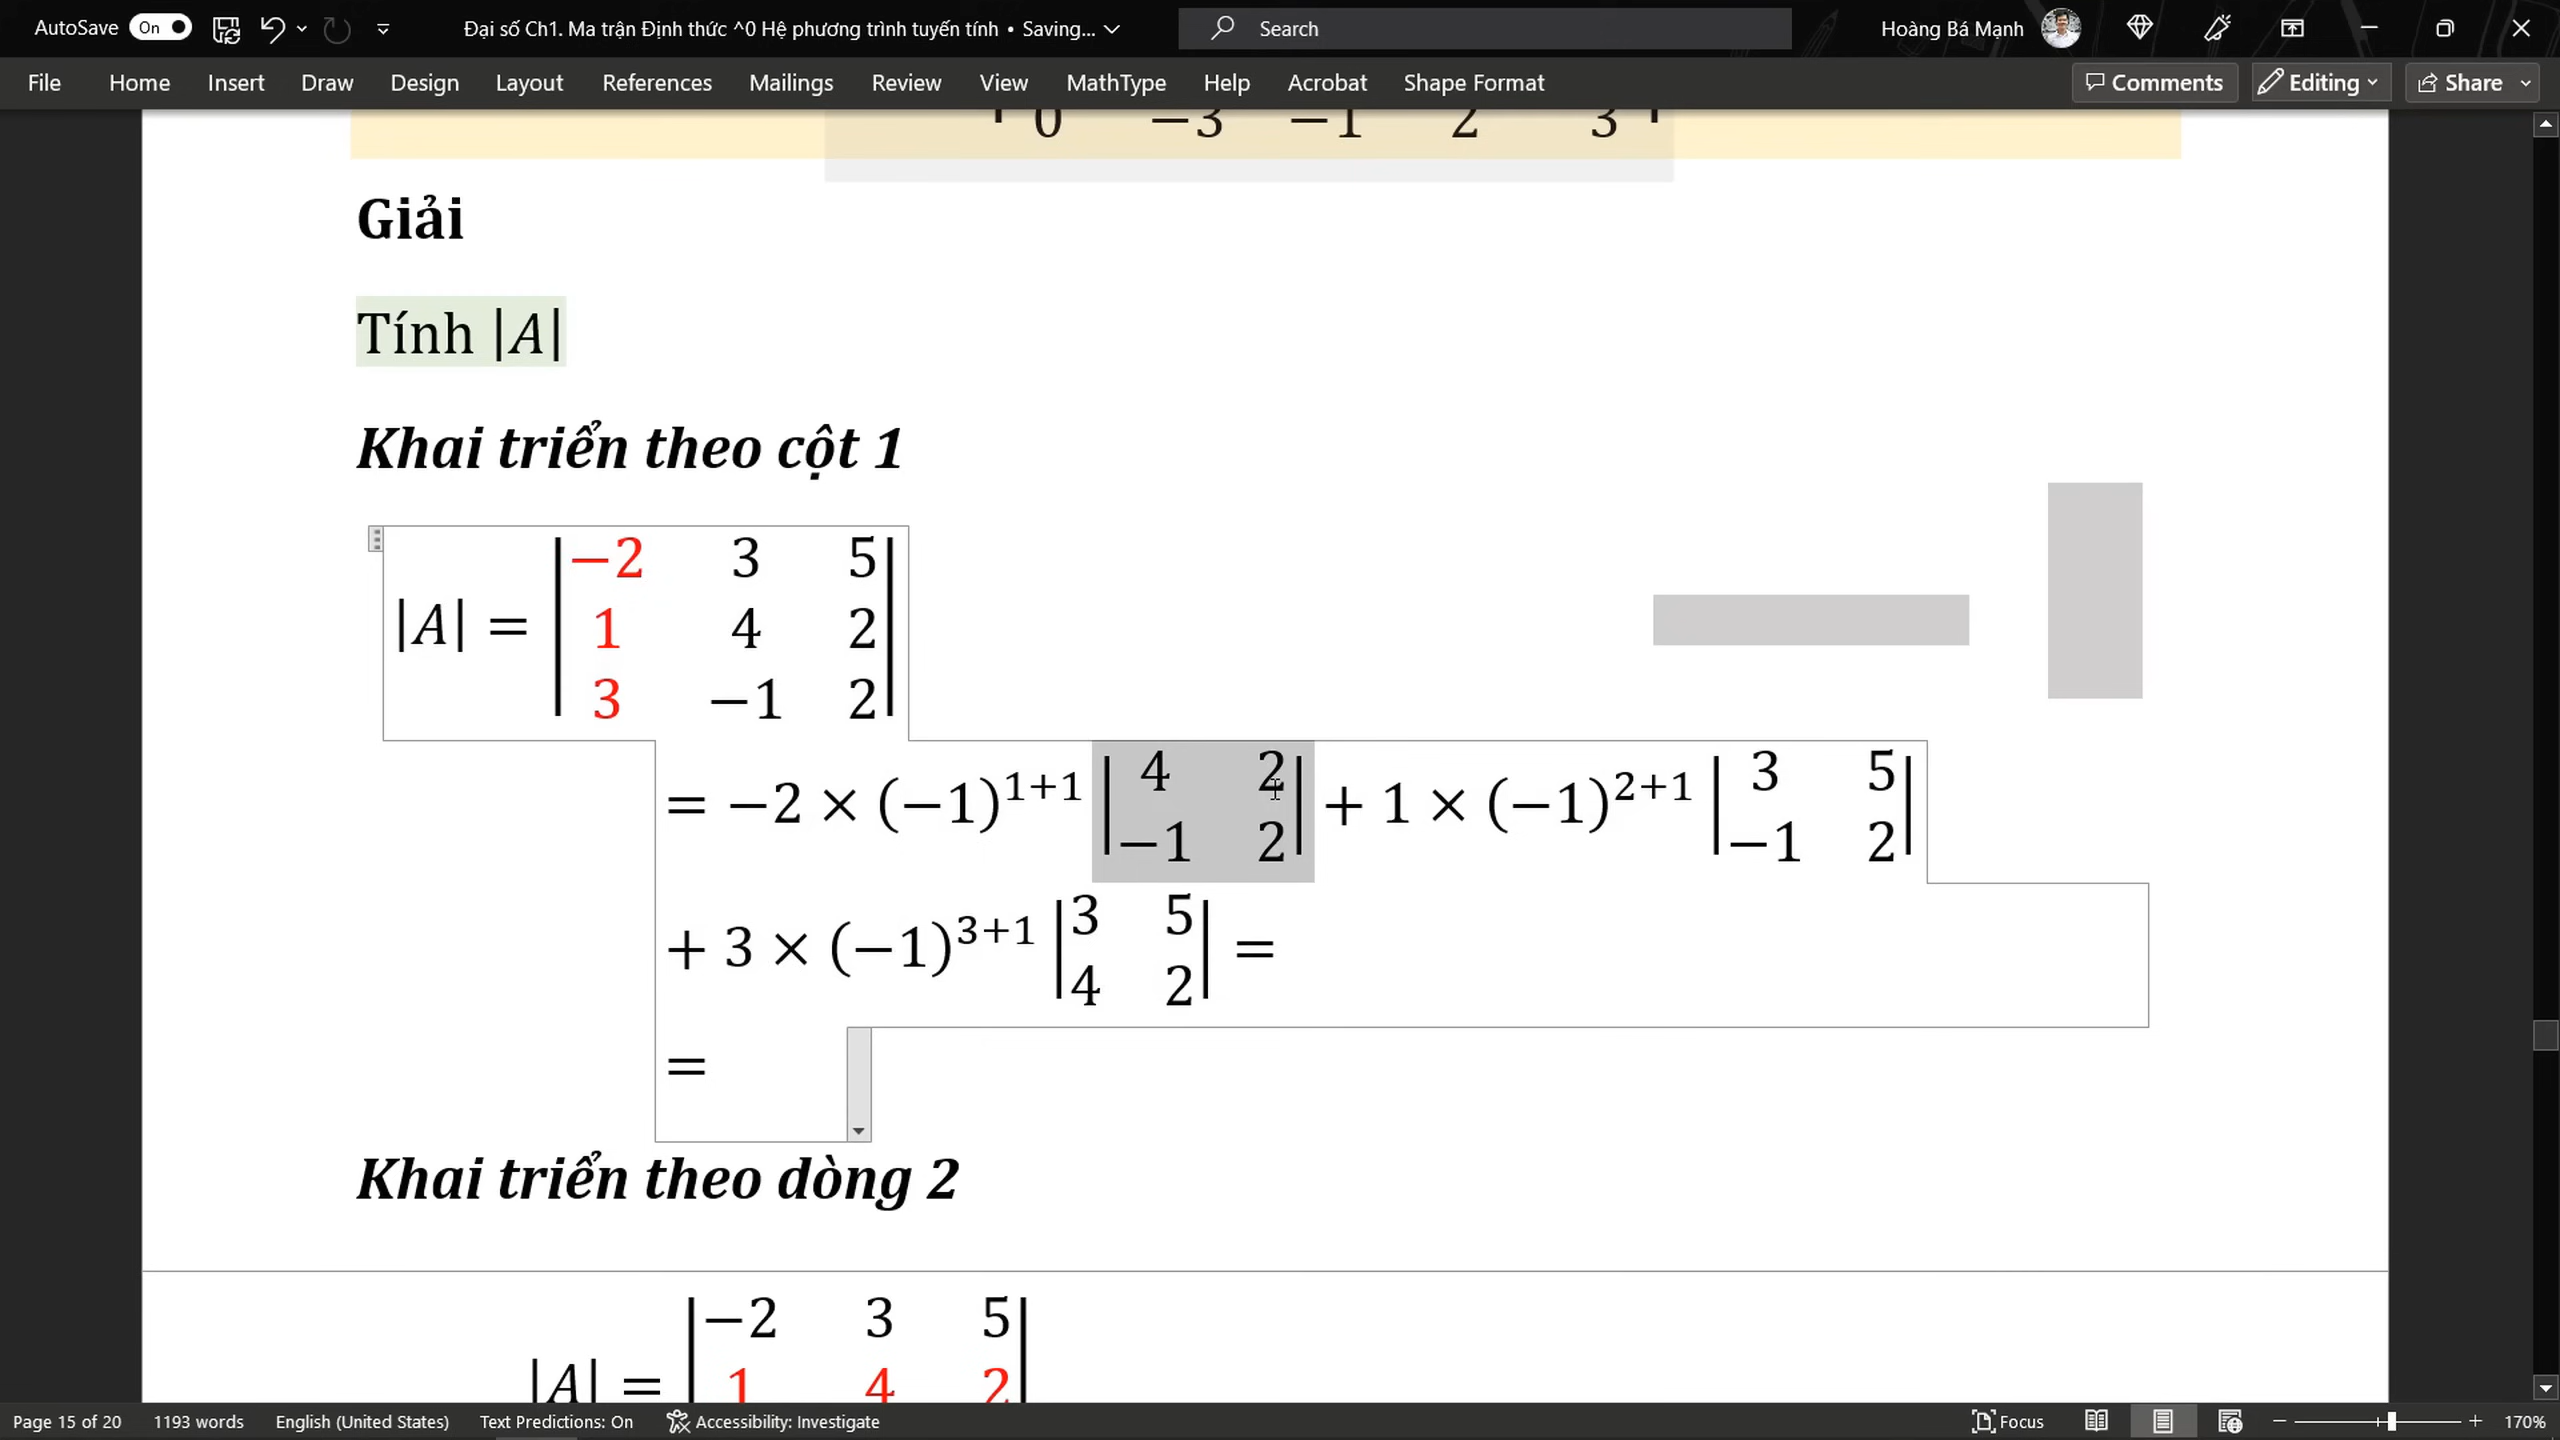 AutoSave On Đại số Ch1. Ma trận Định thức ^0 Hệ phương trình tuyến tính • Saving... Search Hoàng Bá Mạnh
File Home Insert Draw Design Layout References Mailings Review View MathType Help Acrobat Shape Format Comments Editing Share
0 −3 −1 2 3
Giải
Tính |A|
Khai triển theo cột 1
|−2 3 5|
|A| = |1 4 2|
|3 −1 2|
= −2 × (−1)^{1+1} |4 2; −1 2| + 1 × (−1)^{2+1} |3 5; −1 2|
+ 3 × (−1)^{3+1} |3 5; 4 2| =
=
Khai triển theo dòng 2
|−2 3 5|
|A| = |1 4 2|
Page 15 of 20 1193 words English (United States) Text Predictions: On Accessibility: Investigate Focus 170%